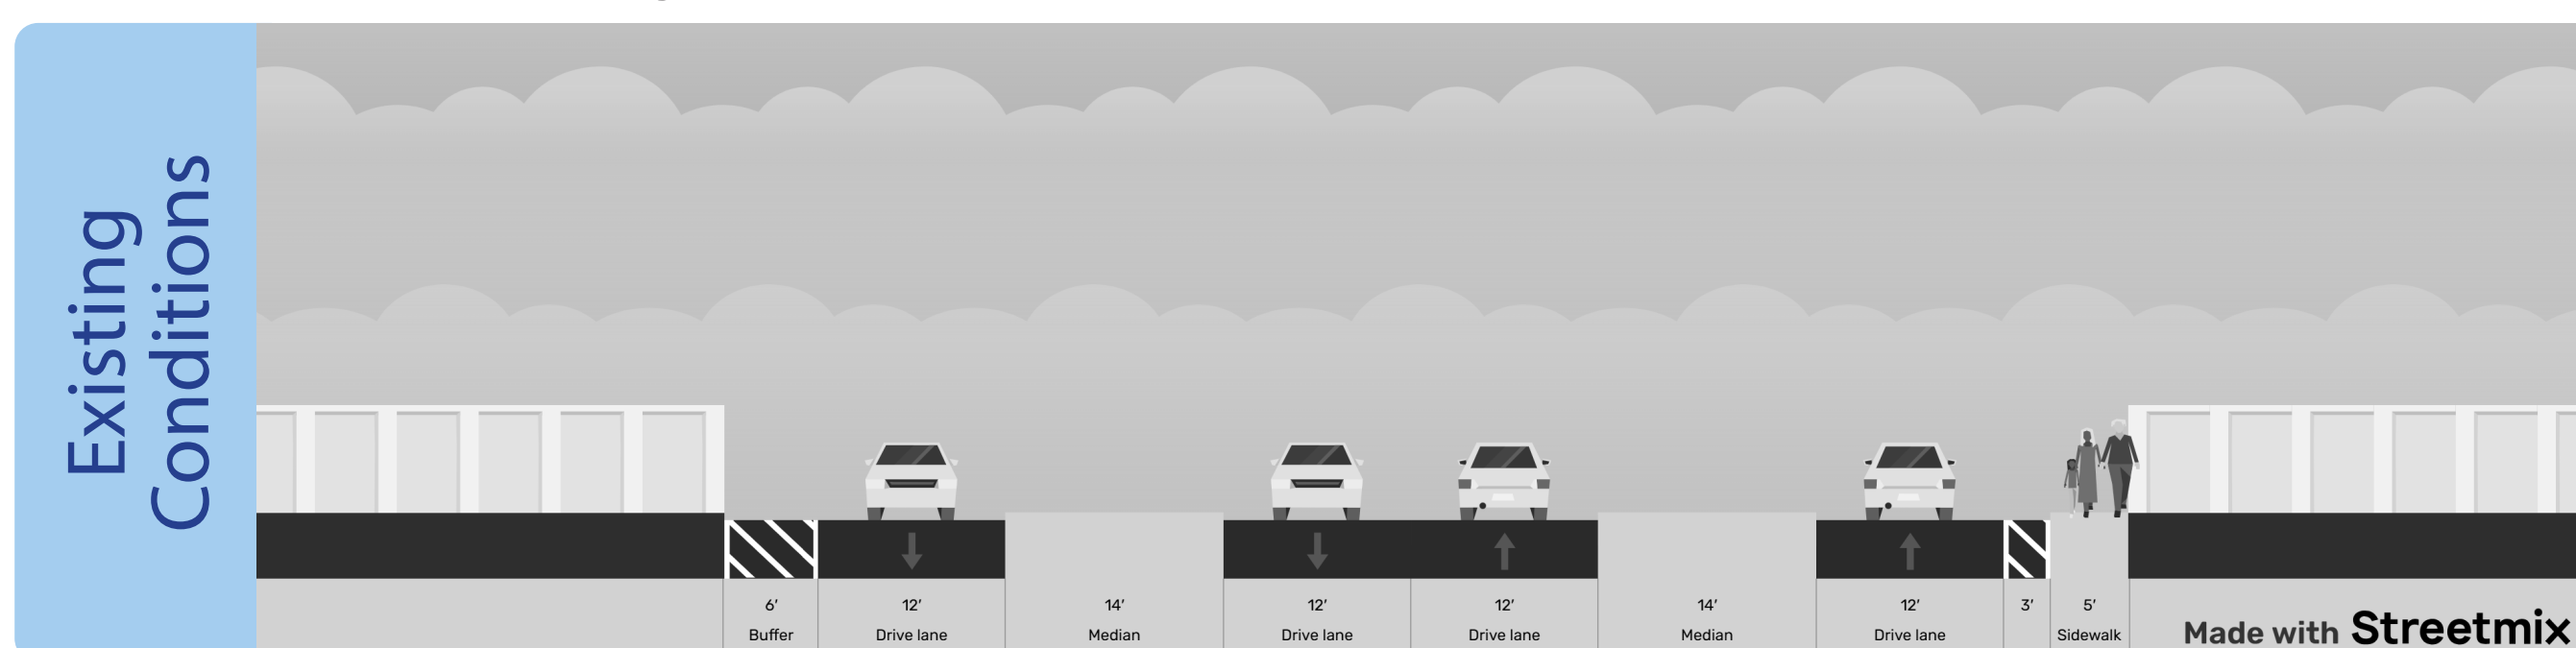 Existing
Conditions
6′ 12′ 14′ 12′ 12′ 14′ 12′ 3′ 5′
Buffer Drive lane Median Drive lane Drive lane Median Drive lane Sidewalk
Made with Streetmix